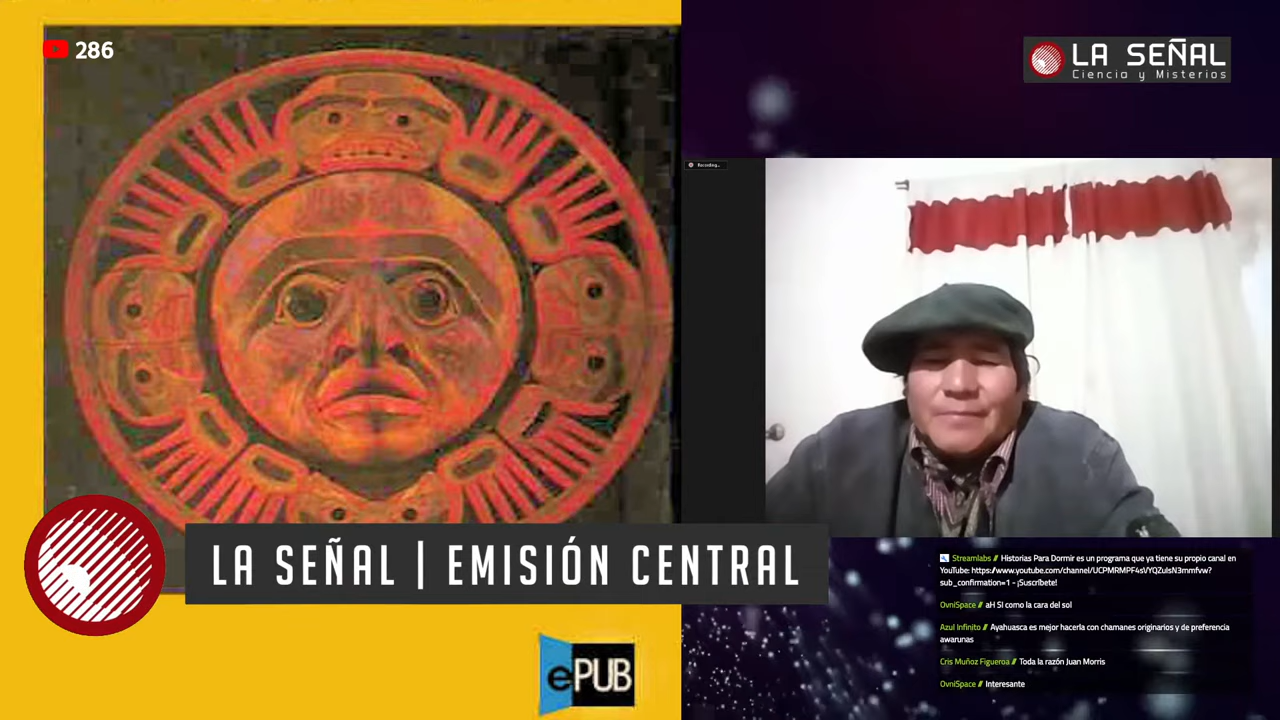 286
LA SEÑAL
Ciencia y Misterios
Recording...
LA SEÑAL | EMISIÓN CENTRAL
ePUB
Streamlabs // Historias Para Dormir es un programa que ya tiene su propio canal en
YouTube: https://www.youtube.com/channel/UCPMRMPF4sVYQZulsN3mmfvw?
sub_confirmation=1 - ¡Suscríbete!
OvniSpace // aH SI como la cara del sol
Azul Infinito // Ayahuasca es mejor hacerla con chamanes originarios y de preferencia
awarunas
Cris Muñoz Figueroa // Toda la razón Juan Morris
OvniSpace // Interesante